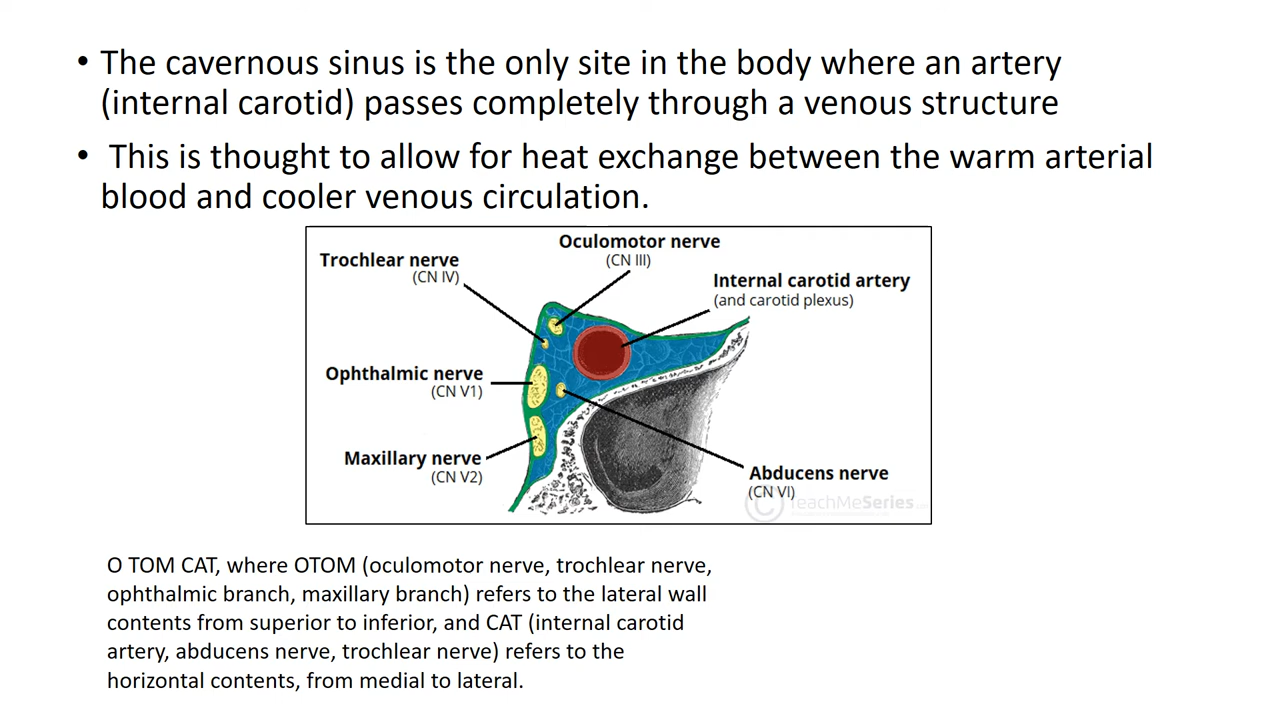 • The cavernous sinus is the only site in the body where an artery
(internal carotid) passes completely through a venous structure
• This is thought to allow for heat exchange between the warm arterial
blood and cooler venous circulation.
Oculomotor nerve
(CN III)
Trochlear nerve
(CN IV)
Internal carotid artery
(and carotid plexus)
Ophthalmic nerve
(CN V1)
Maxillary nerve
(CN V2)
Abducens nerve
(CN VI)
© TeachMeSeries
O TOM CAT, where OTOM (oculomotor nerve, trochlear nerve,
ophthalmic branch, maxillary branch) refers to the lateral wall
contents from superior to inferior, and CAT (internal carotid
artery, abducens nerve, trochlear nerve) refers to the
horizontal contents, from medial to lateral.